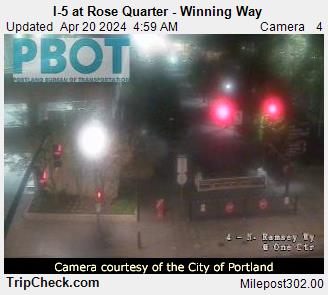 I-5 at Rose Quarter - Winning Way
Updated Apr 20 2024 4:59 AM Camera 4
PBOT
PORTLAND BUREAU OF TRANSPORTATION
4 - N. Ramsey Wy
W One Ctr
Camera courtesy of the City of Portland
TripCheck.com Milepost302.00